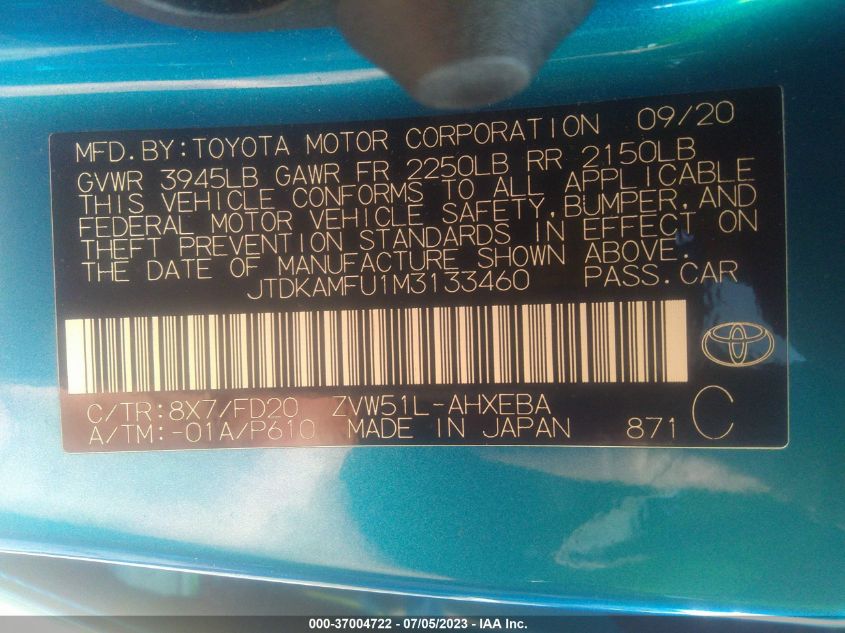 MFD.BY:TOYOTA MOTOR CORPORATION 09/20
GVWR 3945LB GAWR FR 2250LB RR 2150LB
THIS VEHICLE CONFORMS TO ALL APPLICABLE
FEDERAL MOTOR VEHICLE SAFETY,BUMPER,AND
THEFT PREVENTION STANDARDS IN EFFECT ON
THE DATE OF MANUFACTURE SHOWN ABOVE.
JTDKAMFU1M3133460 PASS.CAR
C/TR:8X7/FD20 ZVW51L-AHXEBA
A/TM:-01A/P610 MADE IN JAPAN 871 C
000-37004722 - 07/05/2023 - IAA Inc.